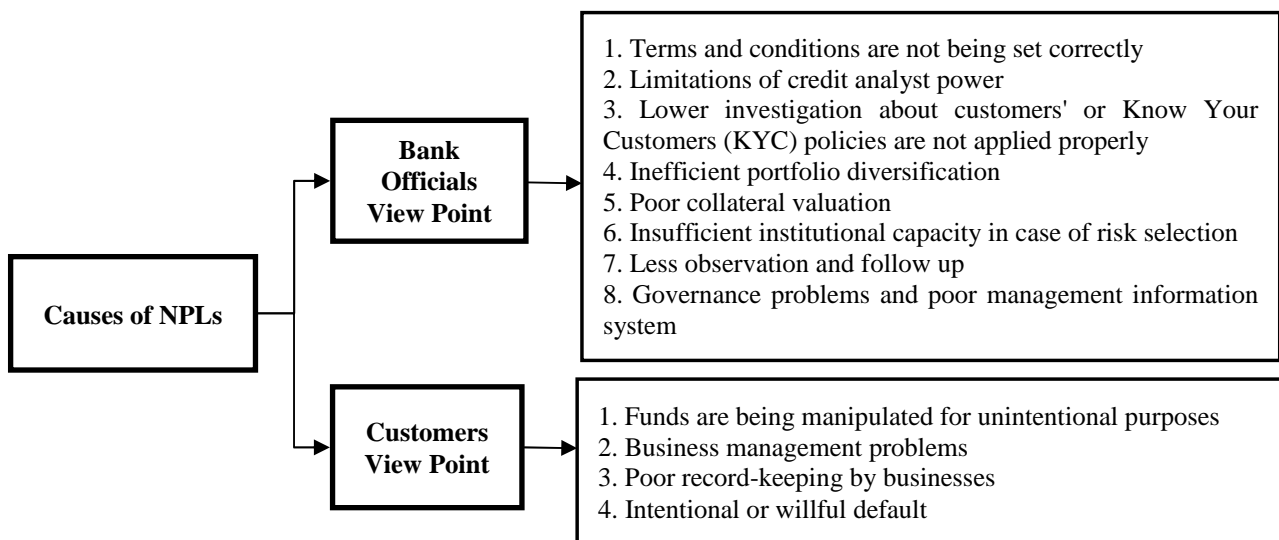 Causes of NPLs
Bank
Officials
View Point
1. Terms and conditions are not being set correctly
2. Limitations of credit analyst power
3. Lower investigation about customers' or Know Your
Customers (KYC) policies are not applied properly
4. Inefficient portfolio diversification
5. Poor collateral valuation
6. Insufficient institutional capacity in case of risk selection
7. Less observation and follow up
8. Governance problems and poor management information
system
Customers
View Point
1. Funds are being manipulated for unintentional purposes
2. Business management problems
3. Poor record-keeping by businesses
4. Intentional or willful default